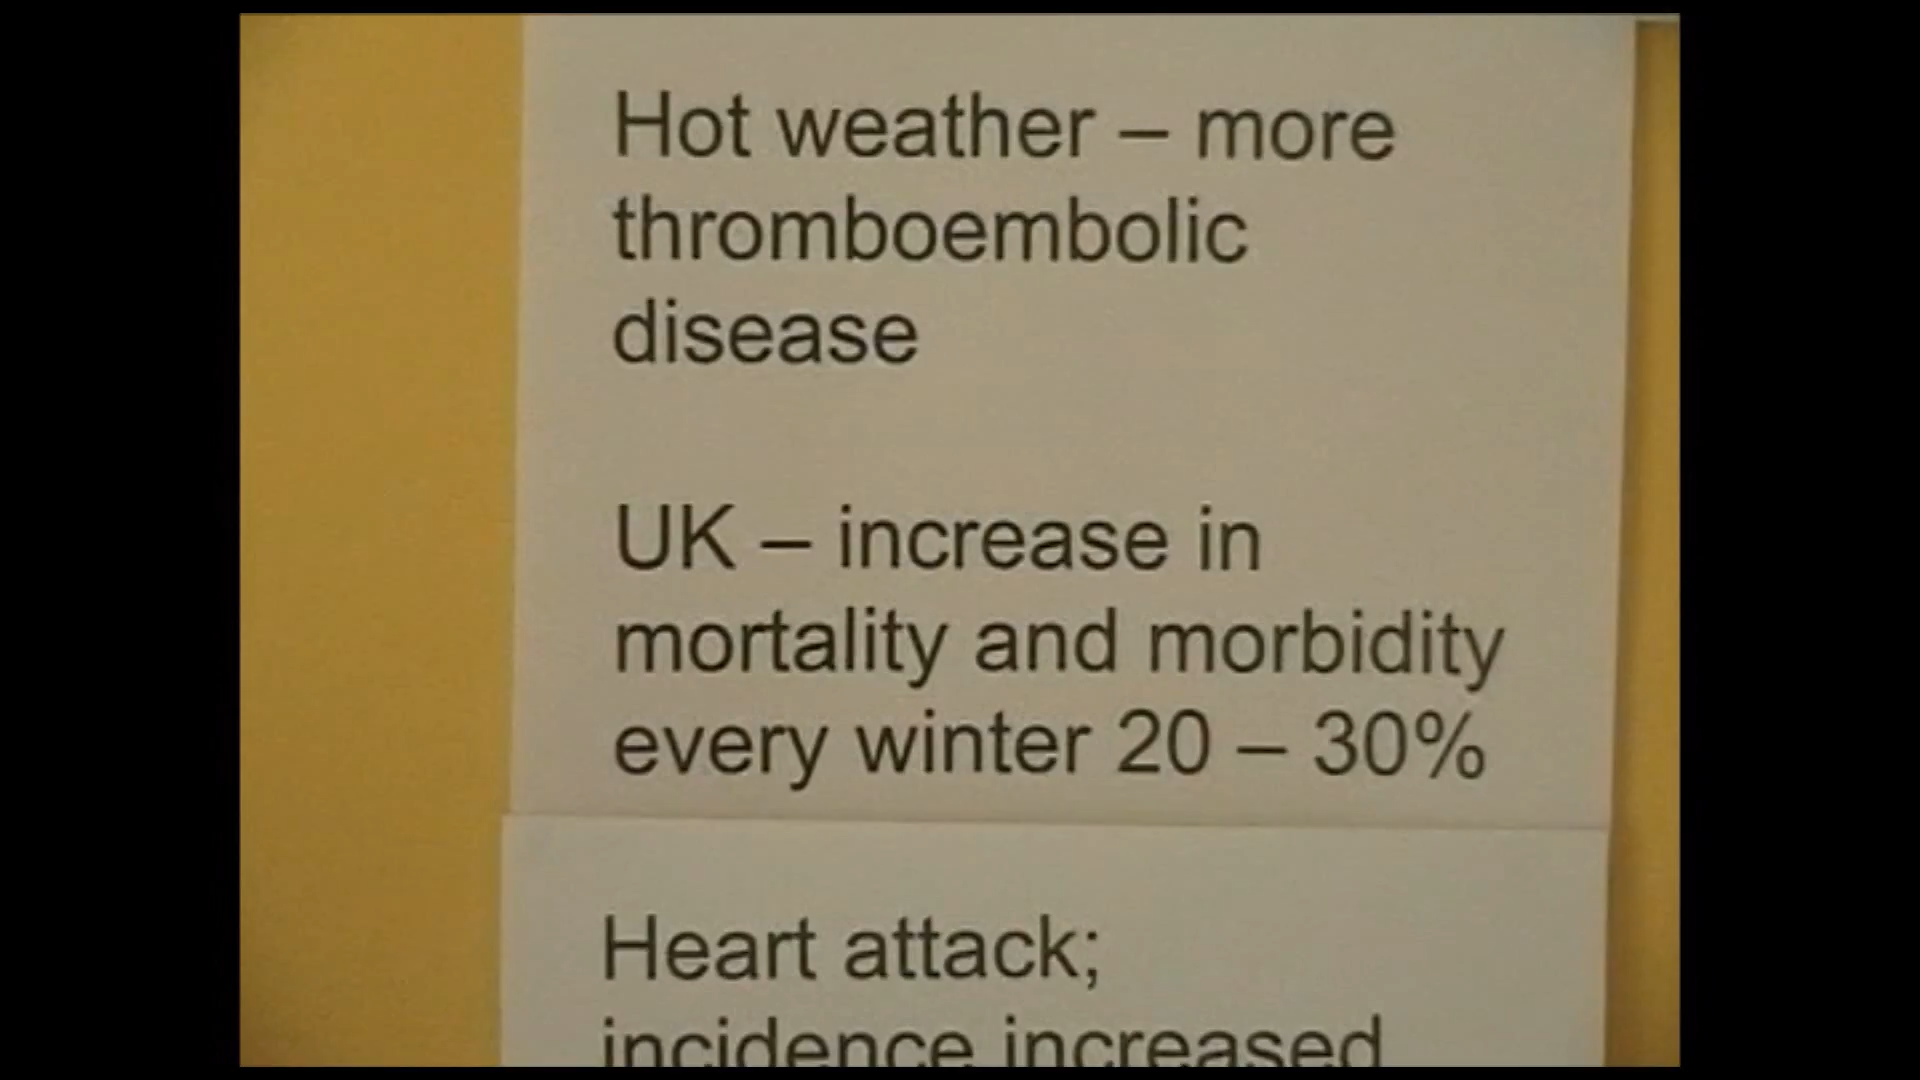 Hot weather – more
thromboembolic
disease
UK – increase in
mortality and morbidity
every winter 20 – 30%
Heart attack;
incidence increased